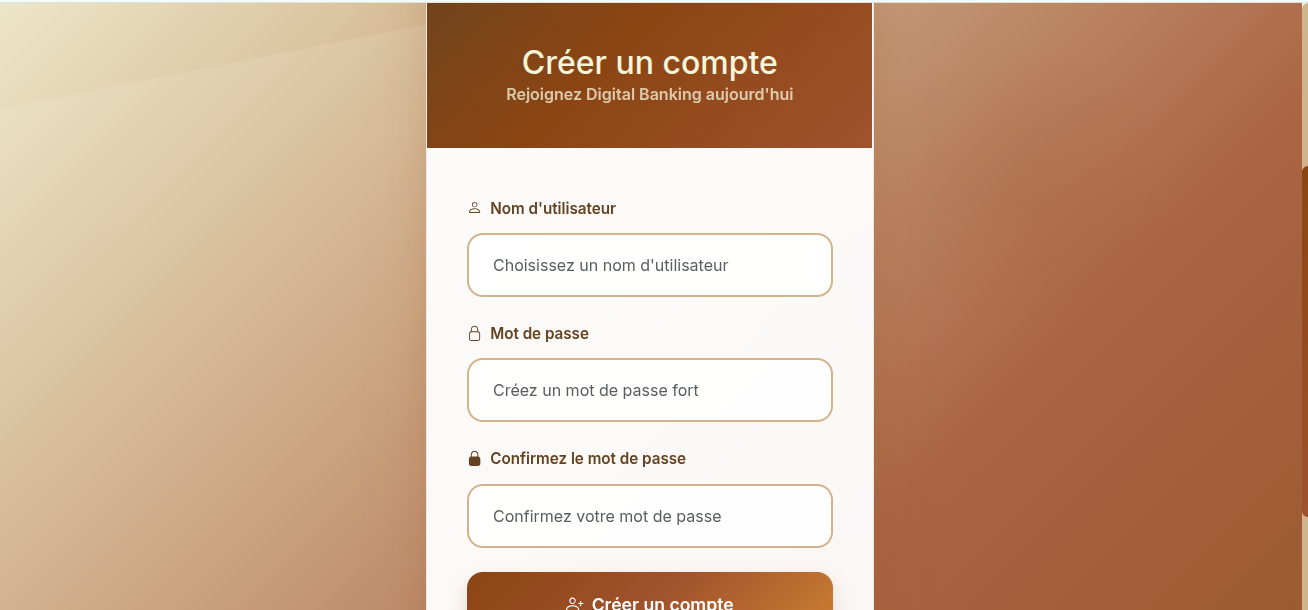 Créer un compte
Rejoignez Digital Banking aujourd'hui
Nom d'utilisateur
Choisissez un nom d'utilisateur
Mot de passe
Créez un mot de passe fort
Confirmez le mot de passe
Confirmez votre mot de passe
Créer un compte